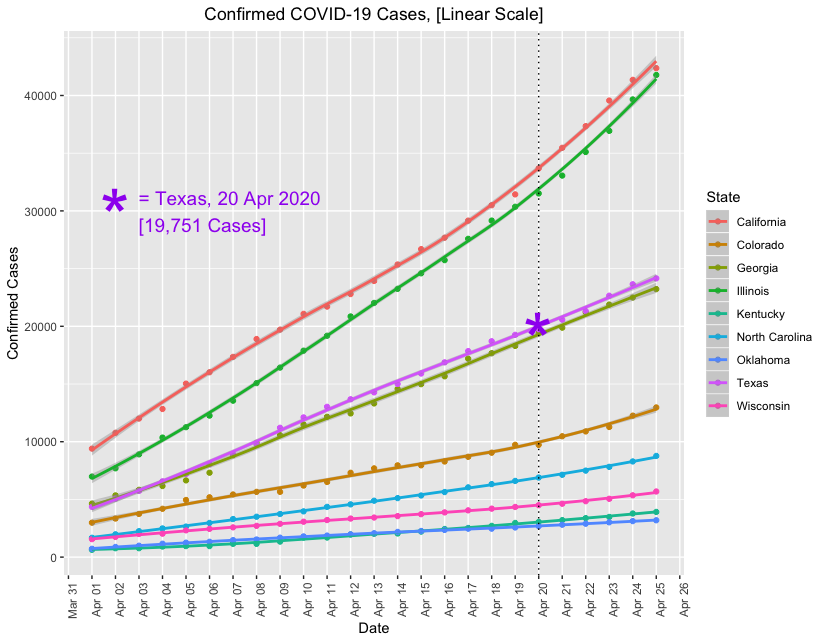 Confirmed COVID-19 Cases, [Linear Scale]
Confirmed Cases
40000
30000
20000
10000
0
* = Texas, 20 Apr 2020
[19,751 Cases]
*
Mar 31
Apr 01
Apr 02
Apr 03
Apr 04
Apr 05
Apr 06
Apr 07
Apr 08
Apr 09
Apr 10
Apr 11
Apr 12
Apr 13
Apr 14
Apr 15
Apr 16
Apr 17
Apr 18
Apr 19
Apr 20
Apr 21
Apr 22
Apr 23
Apr 24
Apr 25
Apr 26
Date
State
California
Colorado
Georgia
Illinois
Kentucky
North Carolina
Oklahoma
Texas
Wisconsin